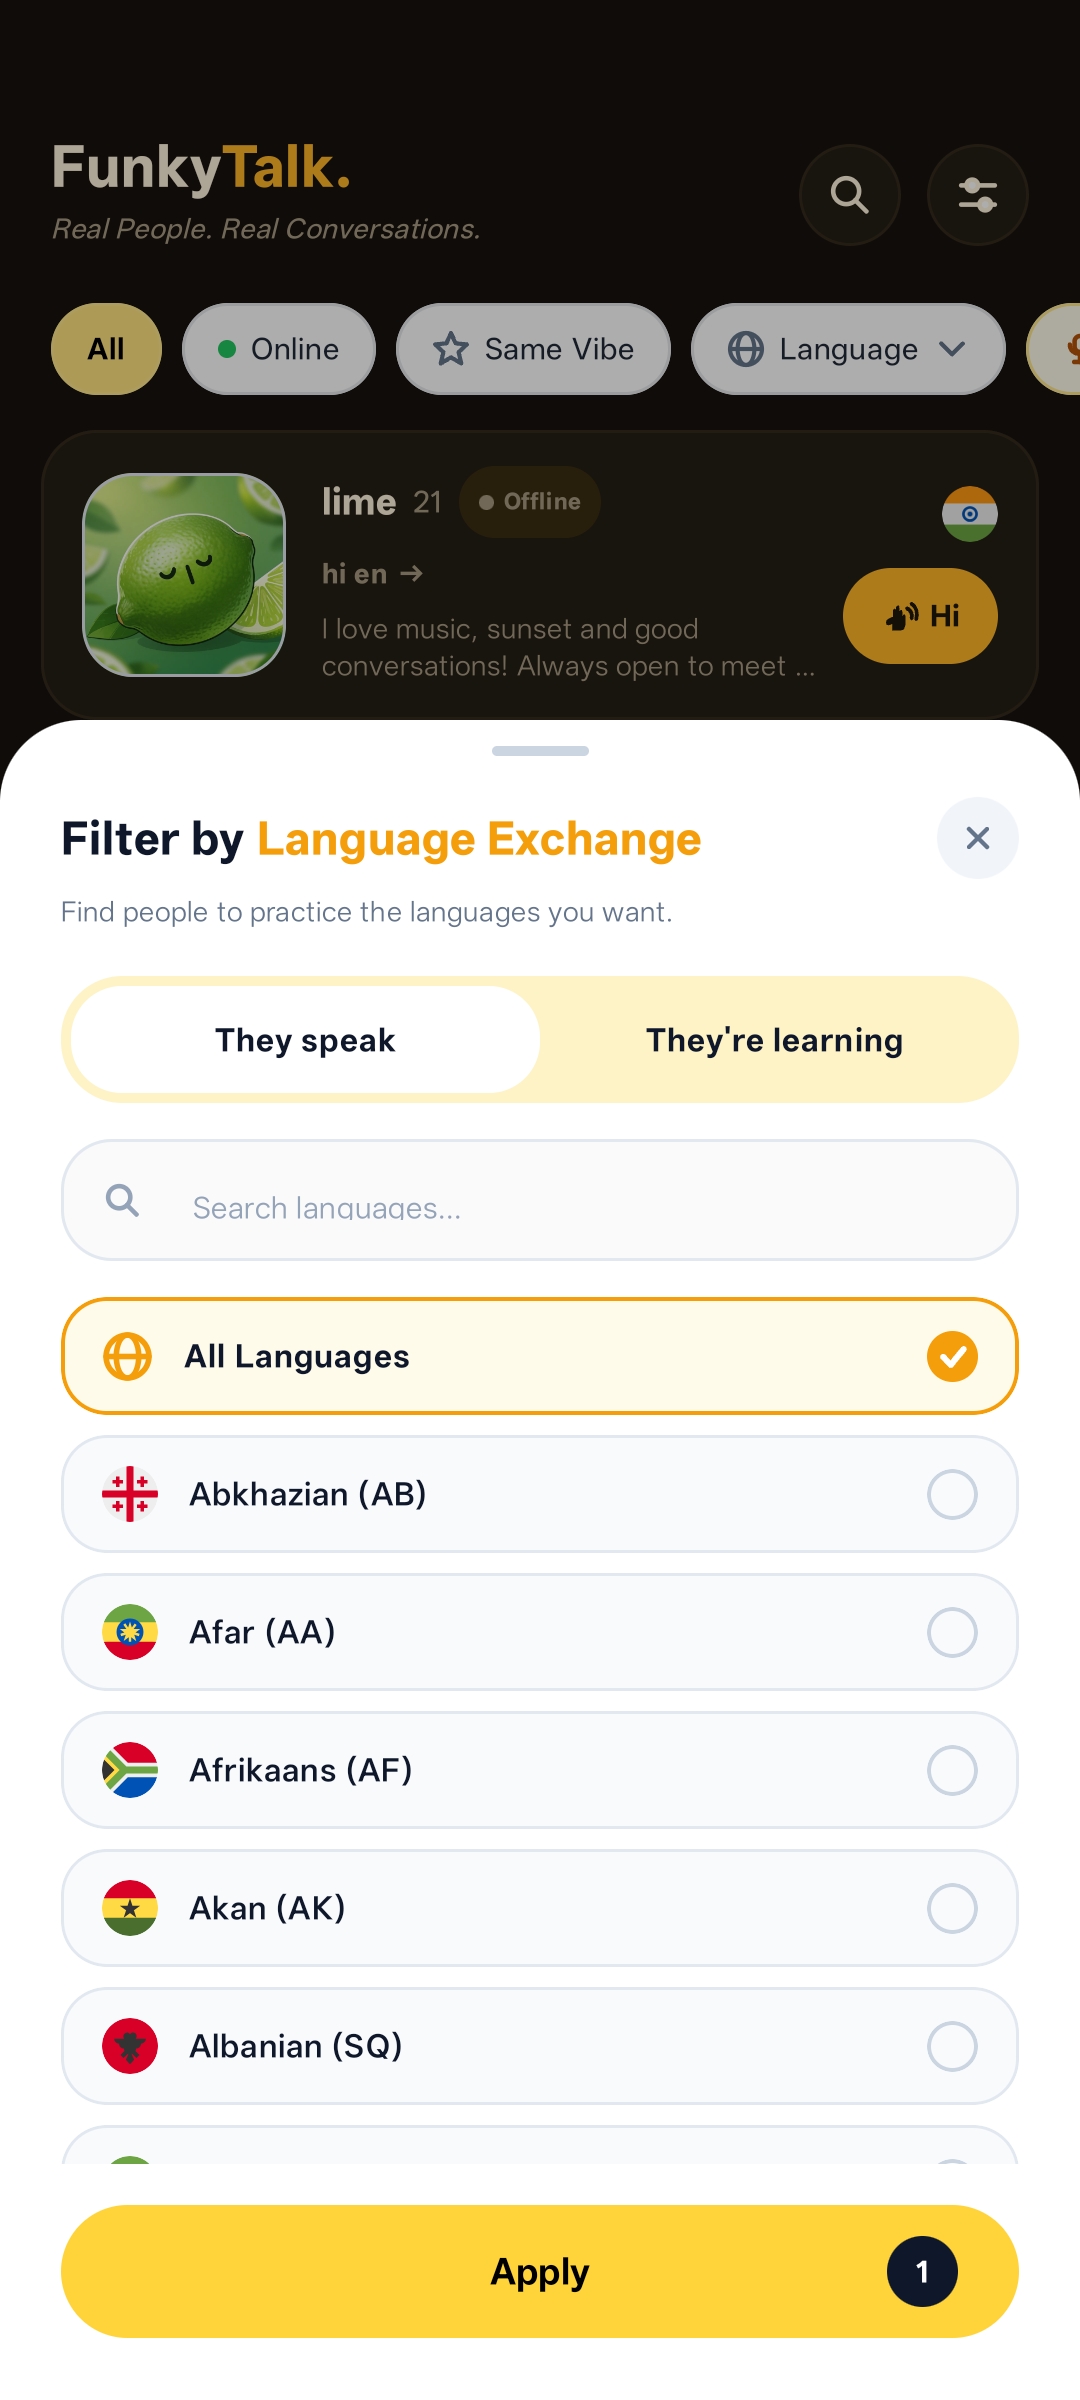 FunkyTalk.
Real People. Real Conversations.
All
Online
Same Vibe
Language
lime 21 Offline
hi en →
Hi
I love music, sunset and good
conversations! Always open to meet ...
Filter by Language Exchange
Find people to practice the languages you want.
They speak
They're learning
Search languages...
All Languages
Abkhazian (AB)
Afar (AA)
Afrikaans (AF)
Akan (AK)
Albanian (SQ)
Apply 1